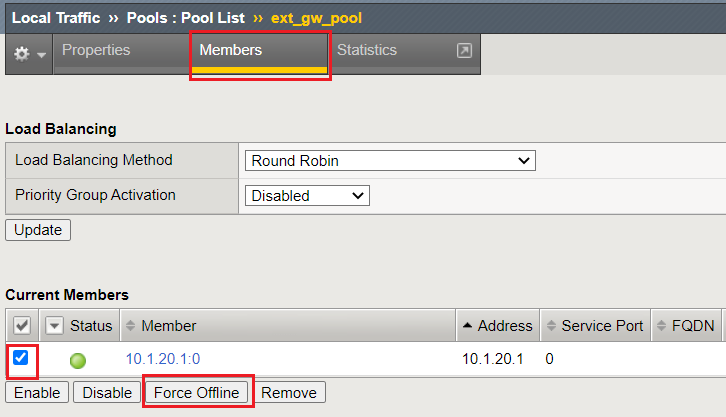 Local Traffic ›› Pools : Pool List ›› ext_gw_pool
Properties Members Statistics
Load Balancing
Load Balancing Method Round Robin
Priority Group Activation Disabled
Update
Current Members
Status Member Address Service Port FQDN
10.1.20.1:0 10.1.20.1 0
Enable Disable Force Offline Remove